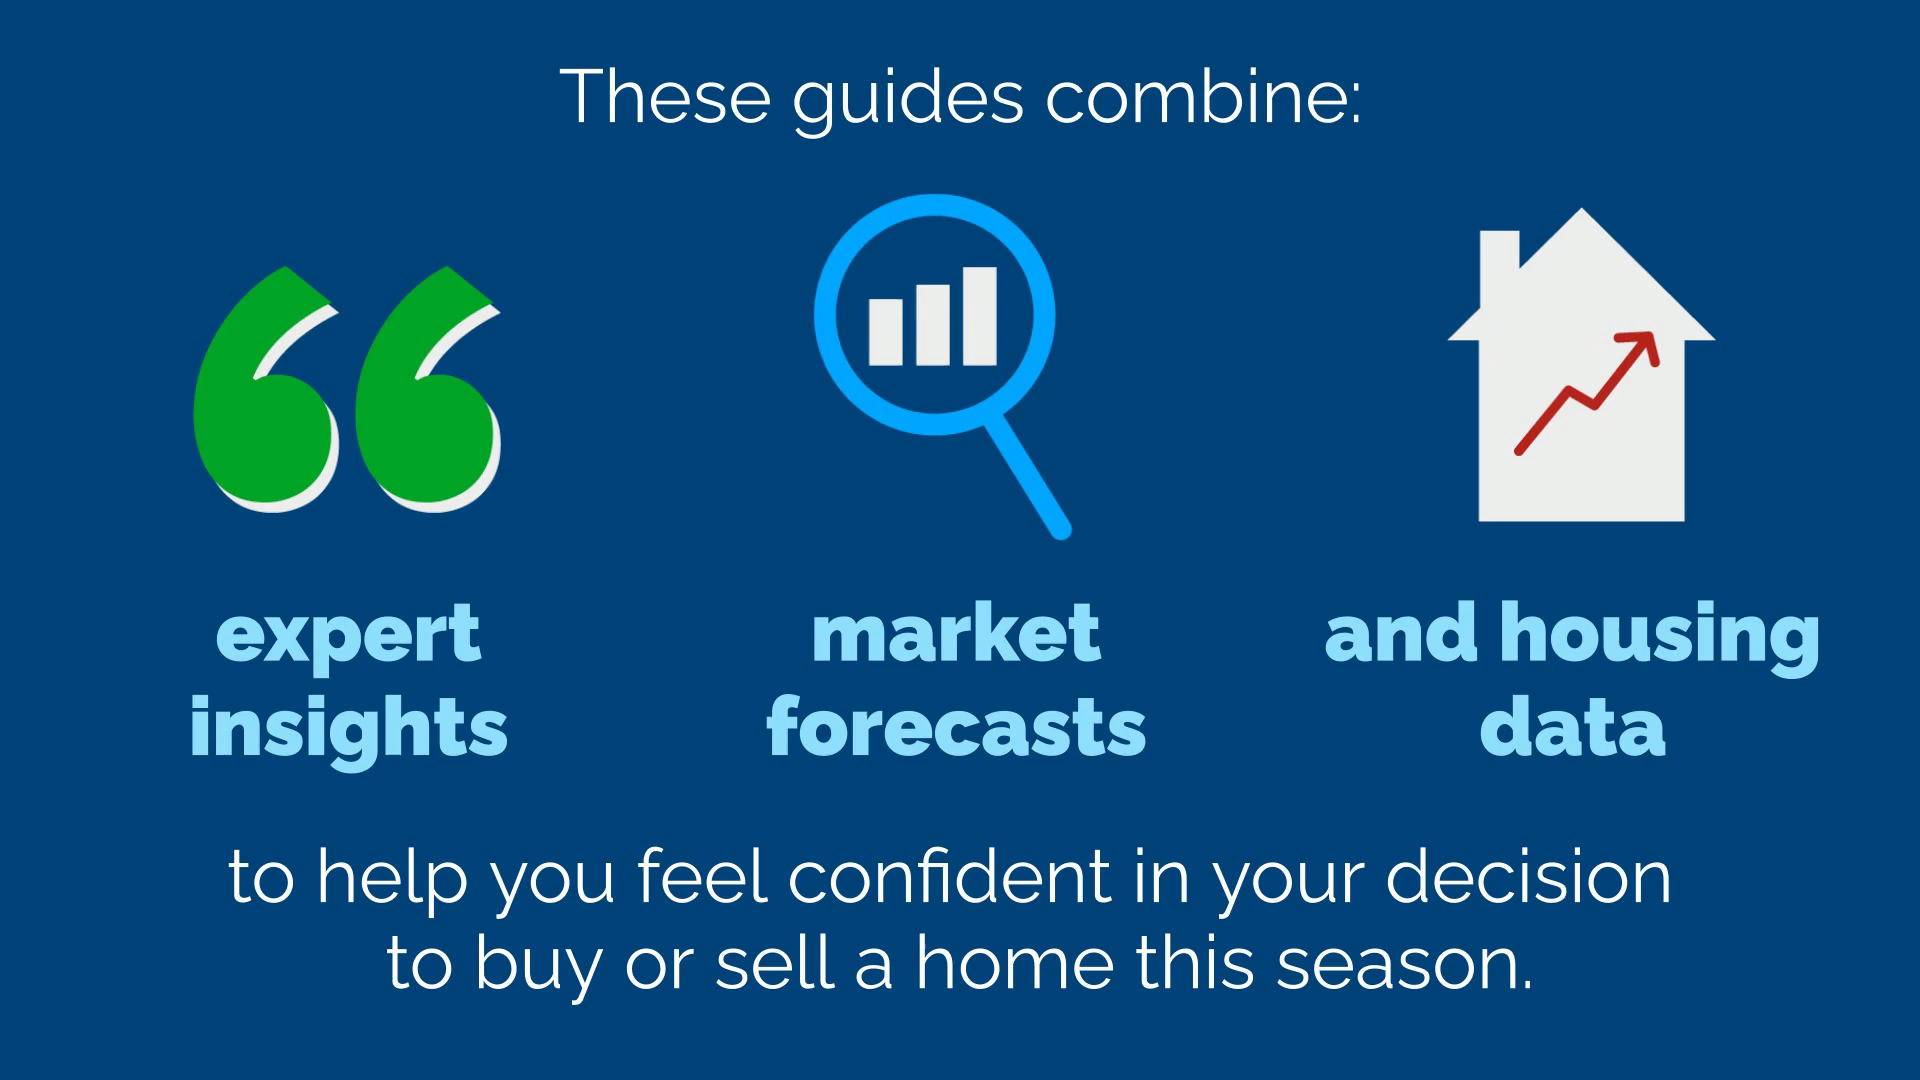 These guides combine:
expert
insights
market
forecasts
and housing
data
to help you feel confident in your decision
to buy or sell a home this season.